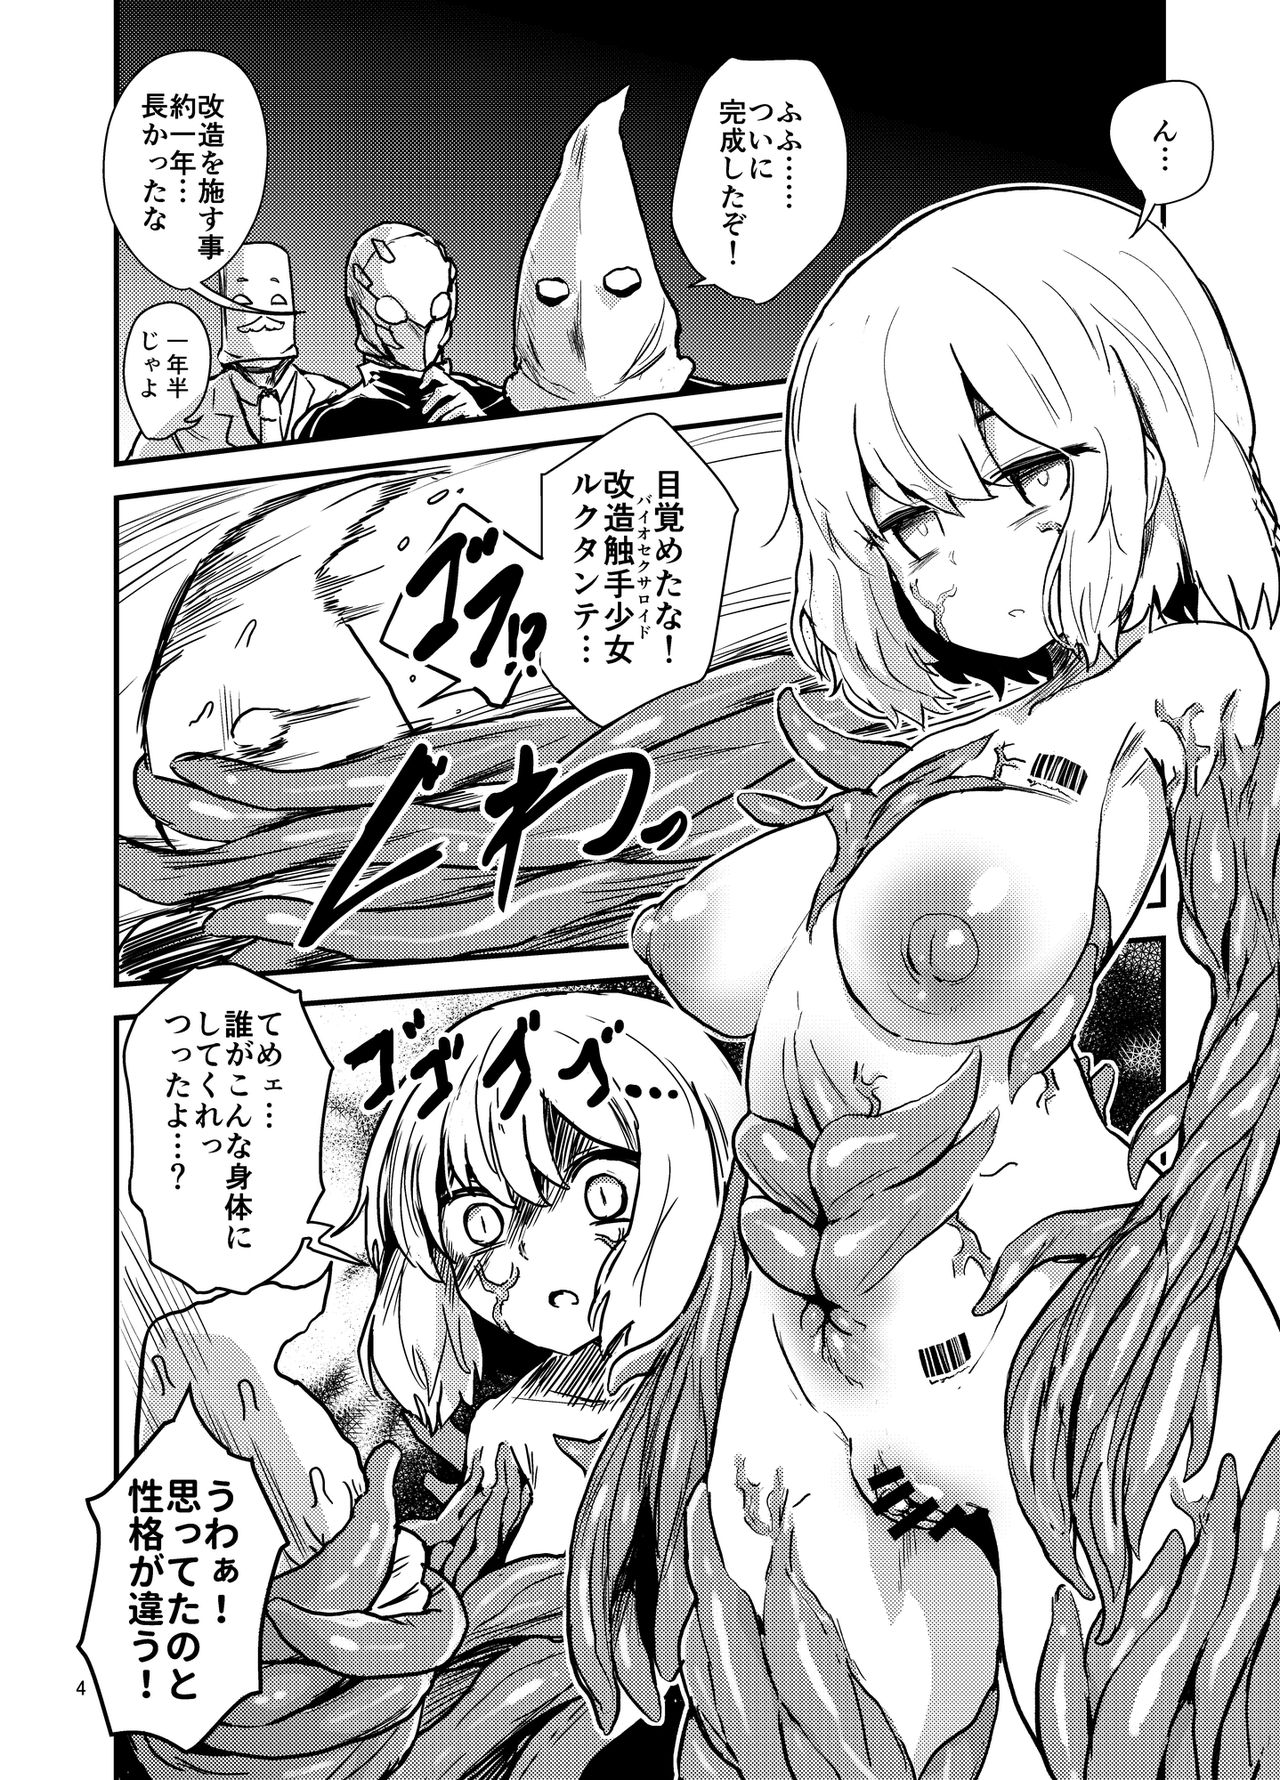 ん…
ふふ……
ついに
完成したぞ！
改造を施す事
約一年…
長かったな
一年半
じゃよ
目覚めたな！
改造触手少女
バイオセクサロイド
ルクタンテ…
ゴフ!?
ぐわっ
ゴゴゴゴ…
てめェ…
誰がこんな身体に
してくれっ
つったよ…？
うわぁ！
思ってたのと
性格が違う！
4